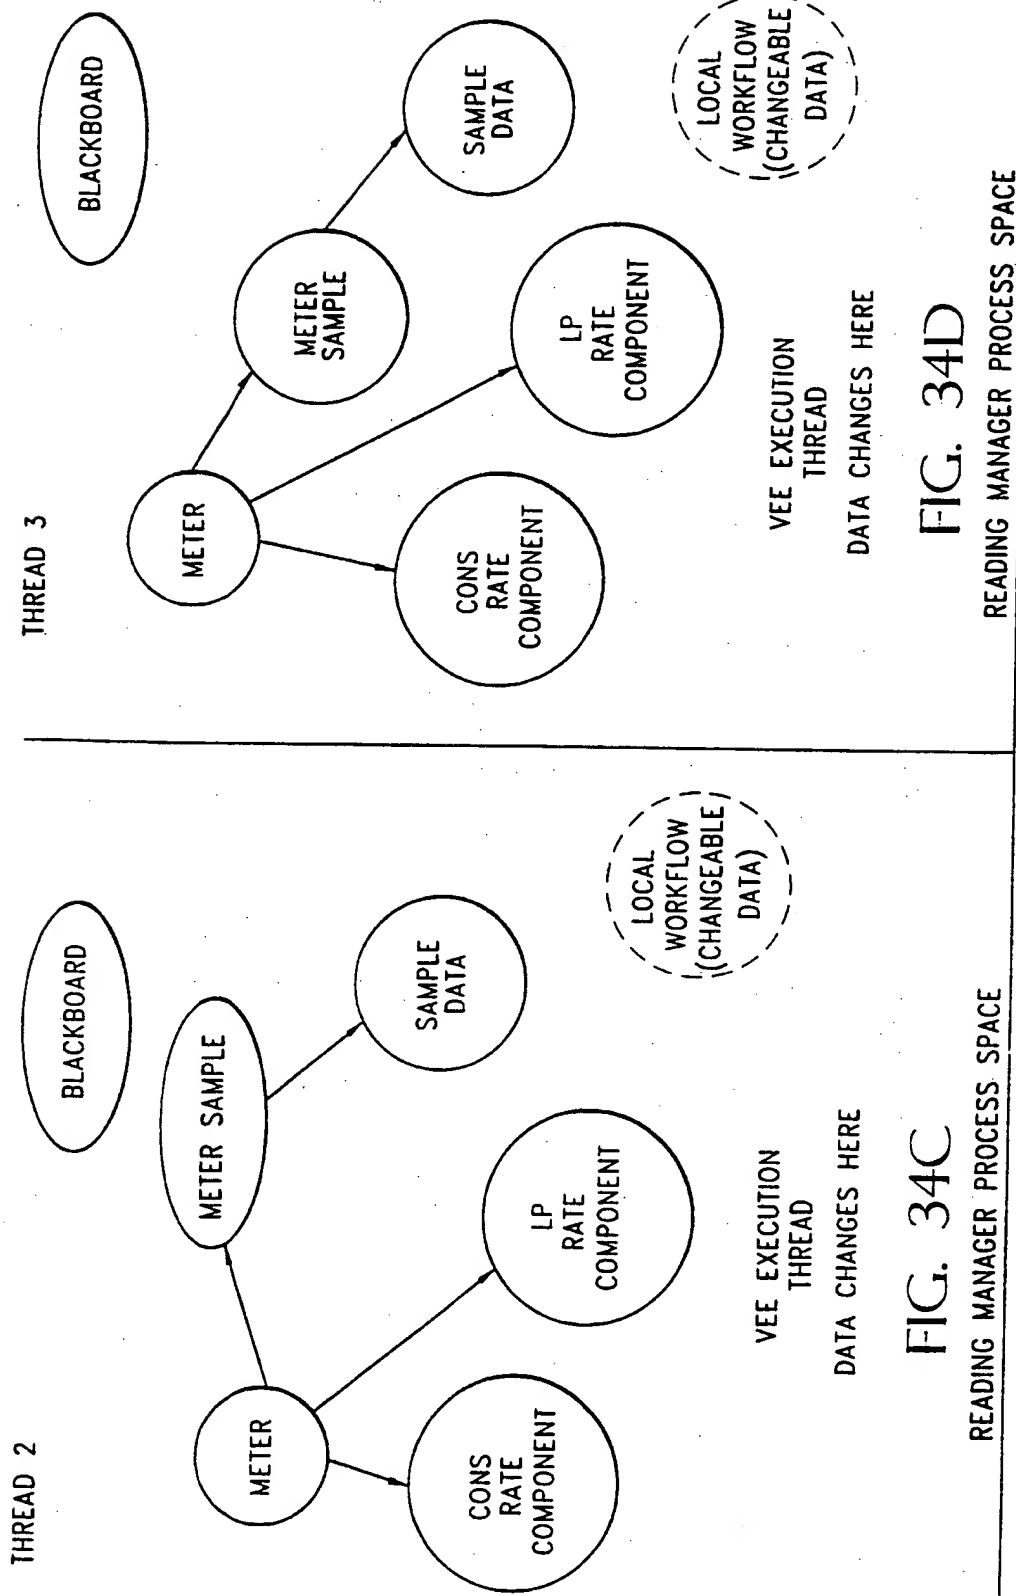 THREAD 2
BLACKBOARD
METER SAMPLE
METER
SAMPLE
DATA
CONS
RATE
COMPONENT
LP
RATE
COMPONENT
LOCAL
WORKFLOW
(CHANGEABLE
DATA)
VEE EXECUTION
THREAD
DATA CHANGES HERE
FIG. 34C
READING MANAGER PROCESS SPACE
THREAD 3
BLACKBOARD
METER
METER
SAMPLE
SAMPLE
DATA
CONS
RATE
COMPONENT
LP
RATE
COMPONENT
LOCAL
WORKFLOW
(CHANGEABLE
DATA)
VEE EXECUTION
THREAD
DATA CHANGES HERE
FIG. 34D
READING MANAGER PROCESS SPACE